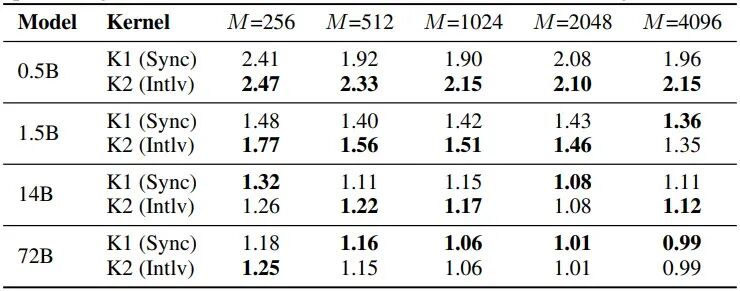 Model Kernel M=256 M=512 M=1024 M=2048 M=4096
0.5B K1 (Sync) 2.41 1.92 1.90 2.08 1.96
K2 (Intlv) 2.47 2.33 2.15 2.10 2.15
1.5B K1 (Sync) 1.48 1.40 1.42 1.43 1.36
K2 (Intlv) 1.77 1.56 1.51 1.46 1.35
14B K1 (Sync) 1.32 1.11 1.15 1.08 1.11
K2 (Intlv) 1.26 1.22 1.17 1.08 1.12
72B K1 (Sync) 1.18 1.16 1.06 1.01 0.99
K2 (Intlv) 1.25 1.15 1.06 1.01 0.99